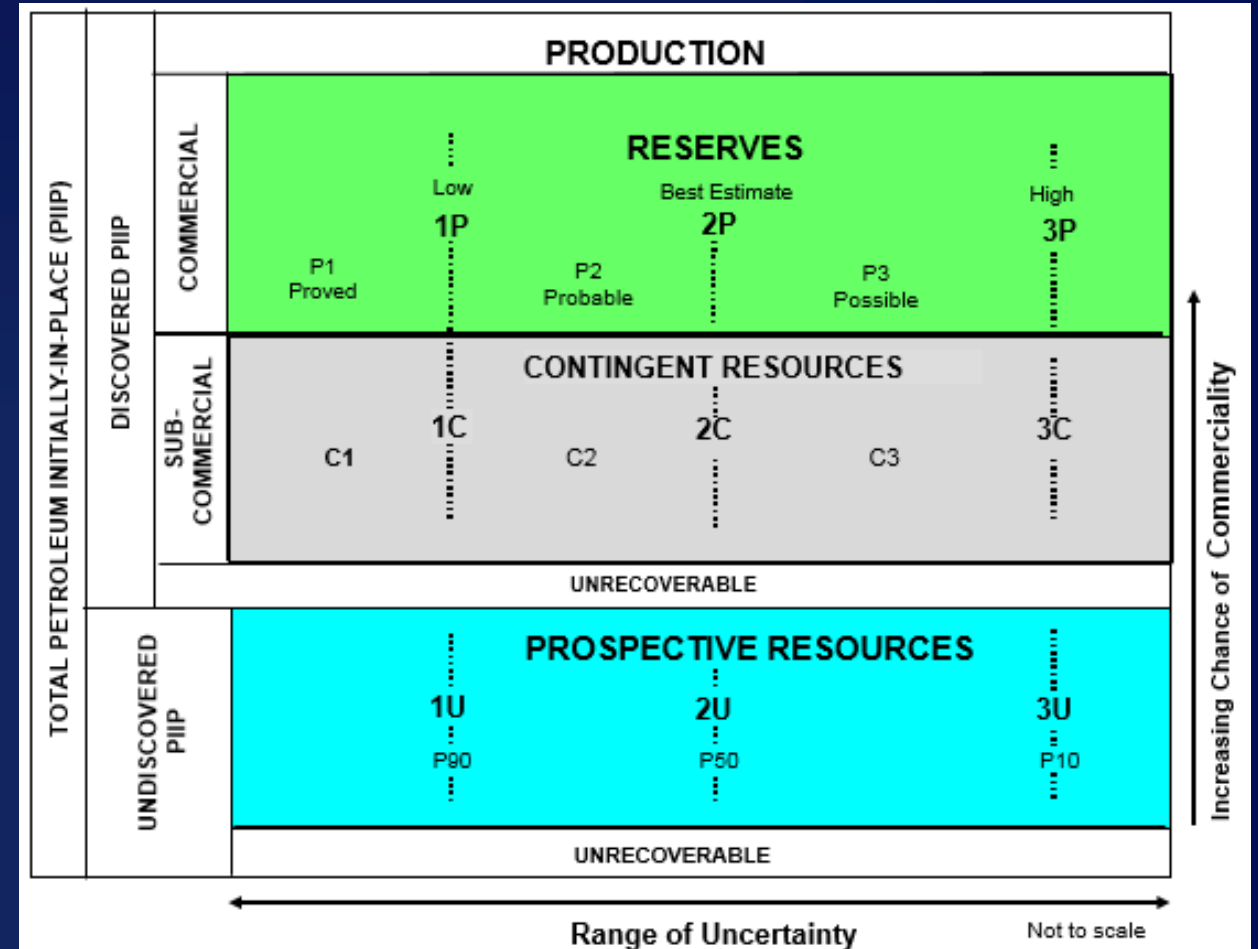 TOTAL PETROLEUM INITIALLY-IN-PLACE (PIIP)
DISCOVERED PIIP
PRODUCTION
COMMERCIAL
RESERVES
Low
Best Estimate
High
1P
2P
3P
P1
Proved
P2
Probable
P3
Possible
SUB-
COMMERCIAL
CONTINGENT RESOURCES
1C
2C
3C
C1
C2
C3
UNRECOVERABLE
UNDISCOVERED
PIIP
PROSPECTIVE RESOURCES
1U
2U
3U
P90
P50
P10
UNRECOVERABLE
Increasing Chance of Commerciality
Range of Uncertainty
Not to scale